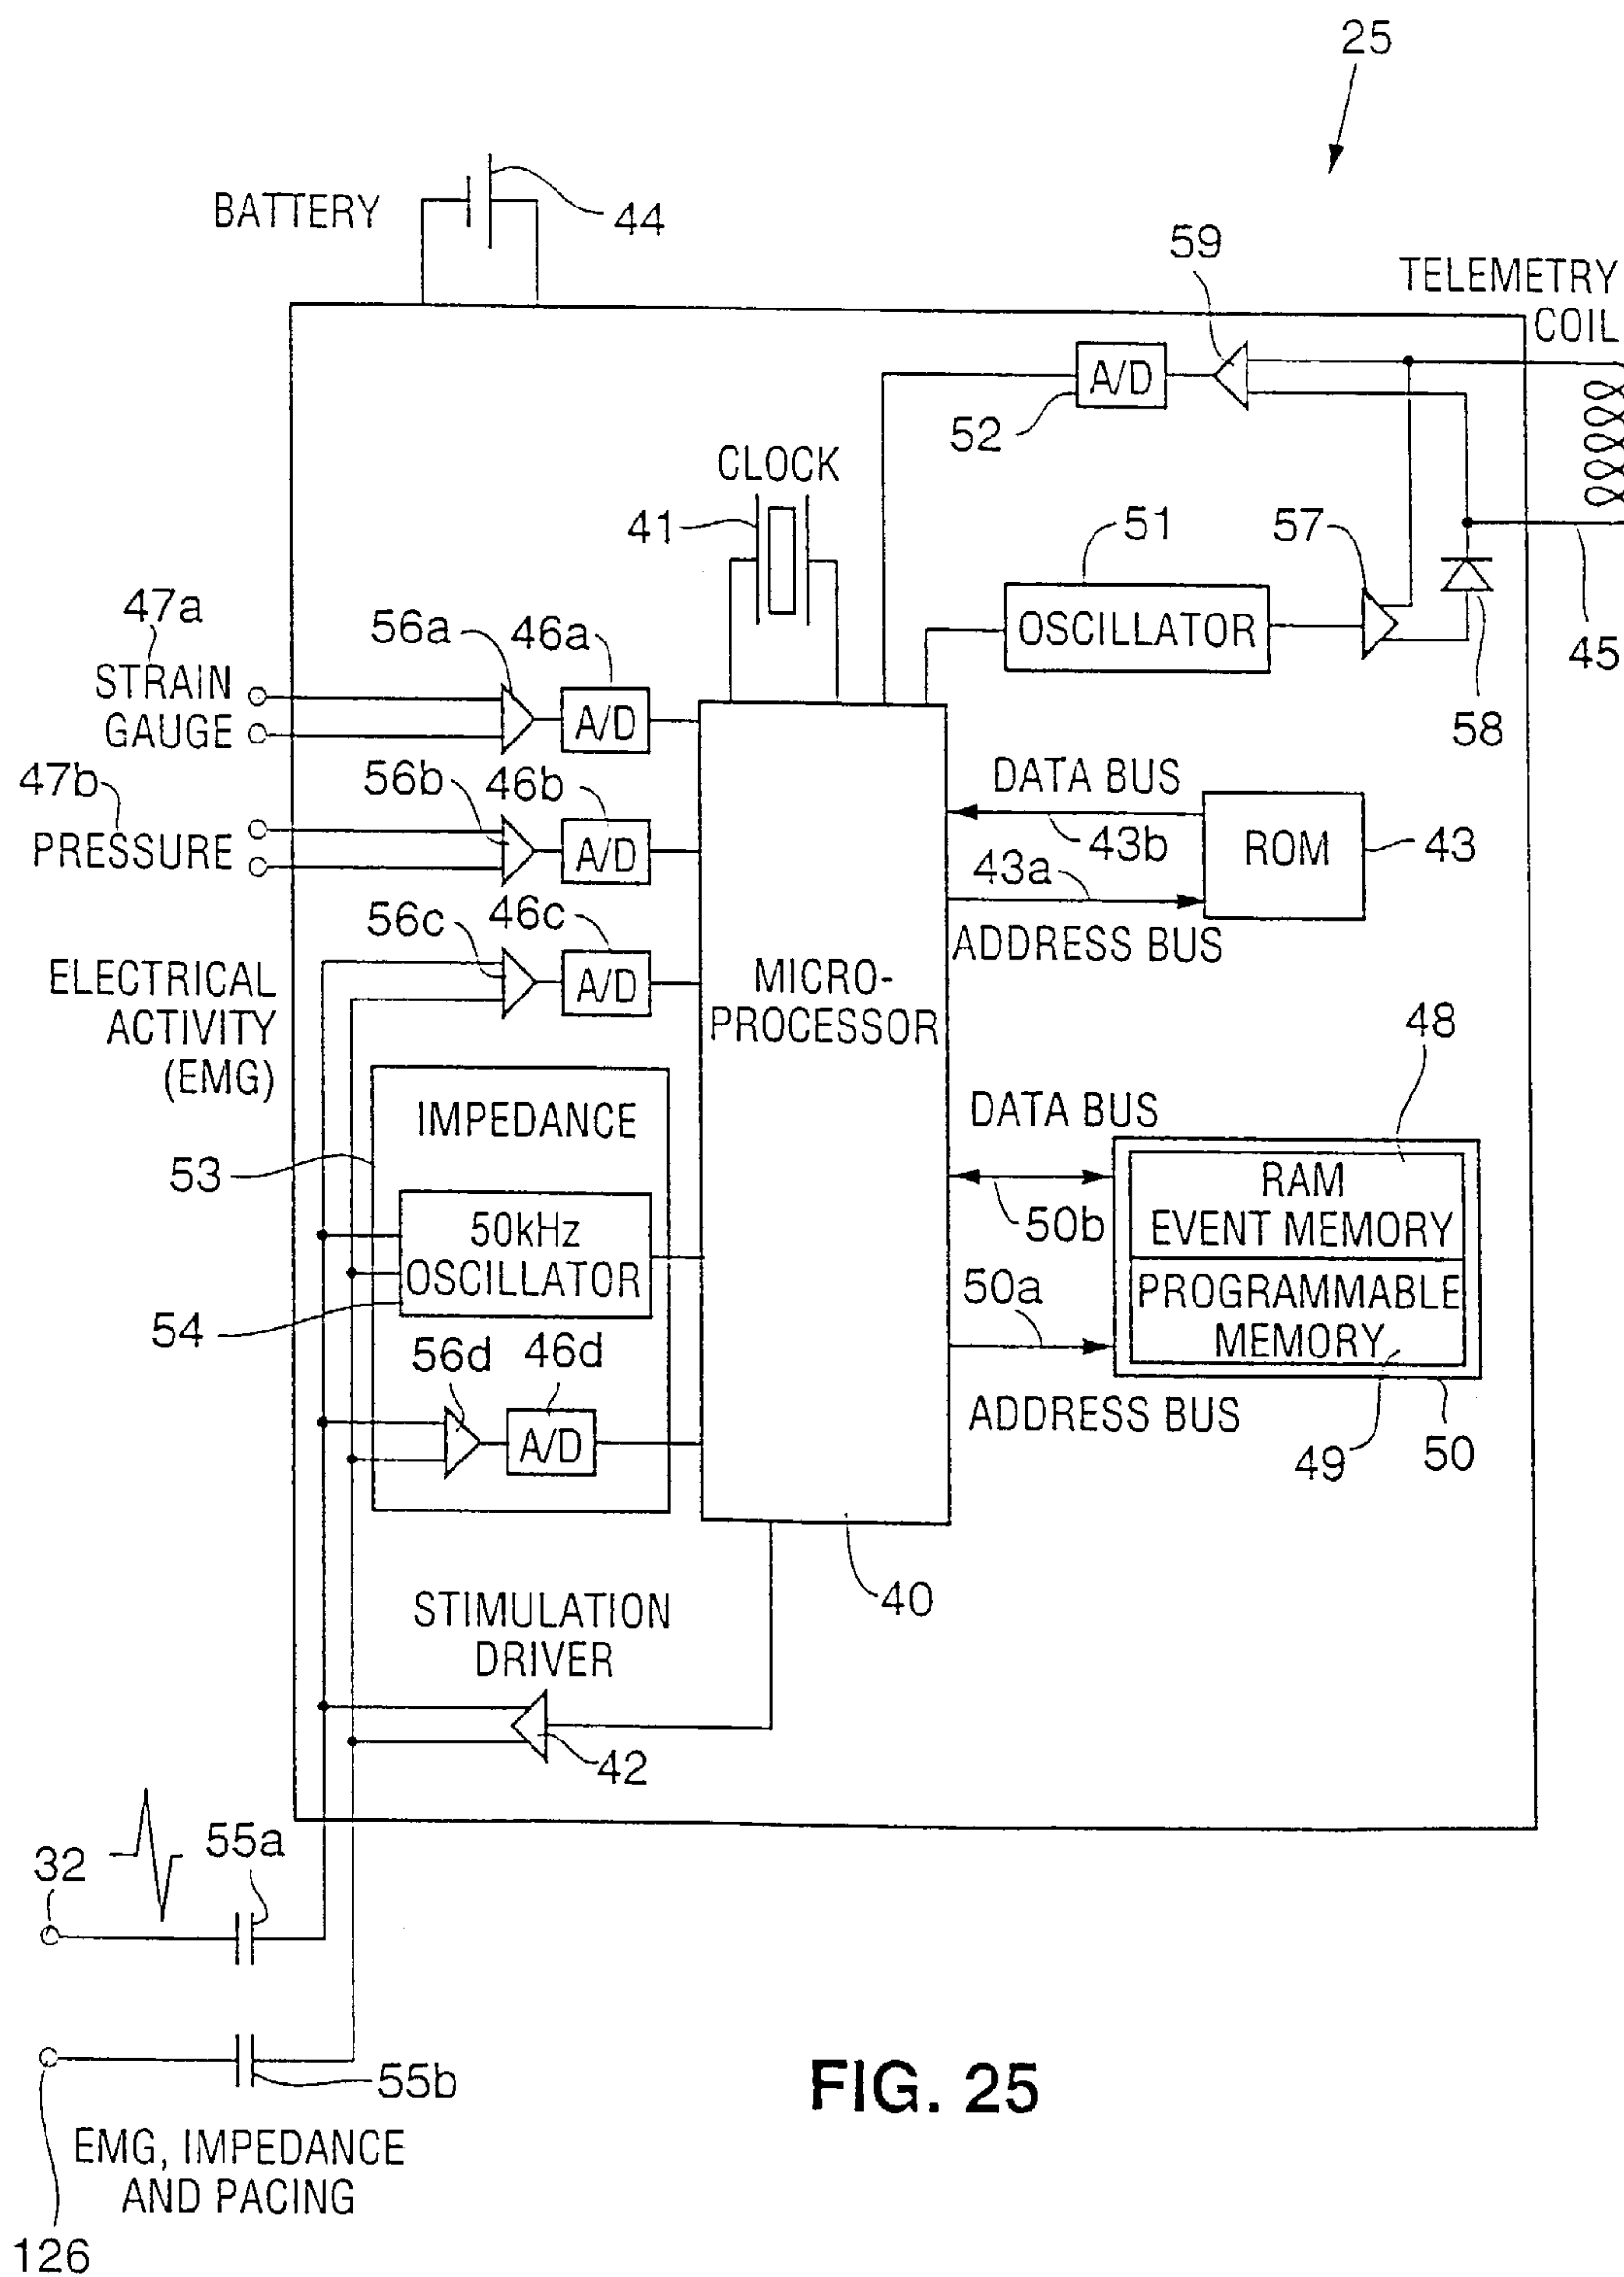 25
BATTERY
44
59
TELEMETRY
COIL
A/D
52
CLOCK
41
51
57
OSCILLATOR
45
58
47a
STRAIN
GAUGE
56a
46a
A/D
47b
PRESSURE
56b
46b
A/D
DATA BUS
43b
ROM
43
43a
ADDRESS BUS
56c
46c
A/D
ELECTRICAL
ACTIVITY
(EMG)
MICRO-
PROCESSOR
48
IMPEDANCE
53
50kHz
OSCILLATOR
54
56d
46d
A/D
DATA BUS
RAM
EVENT MEMORY
50b
50a
PROGRAMMABLE
MEMORY
ADDRESS BUS
49
50
40
STIMULATION
DRIVER
42
32
55a
55b
EMG, IMPEDANCE
AND PACING
126
FIG. 25